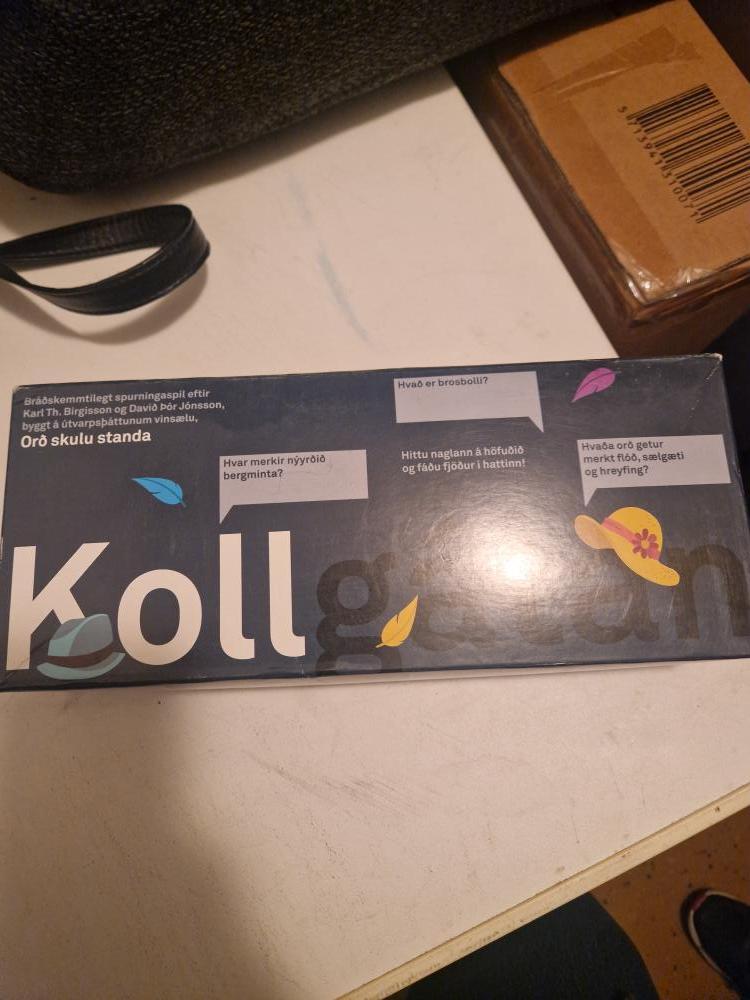 Bráðskemmtilegt spurningaspil eftir
Karl Th. Birgisson og Davíð Þór Jónsson,
byggt á útvarpsþáttunum vinsælu,
Orð skulu standa
Hvað er brosbolli?
Hvar merkir nýyrðið
bergminta?
Hittu naglann á höfuðið
og fáðu fjöður í hattinn!
Hvaða orð getur
merkt flóð, sælgæti
og hreyfing?
Kollgátan